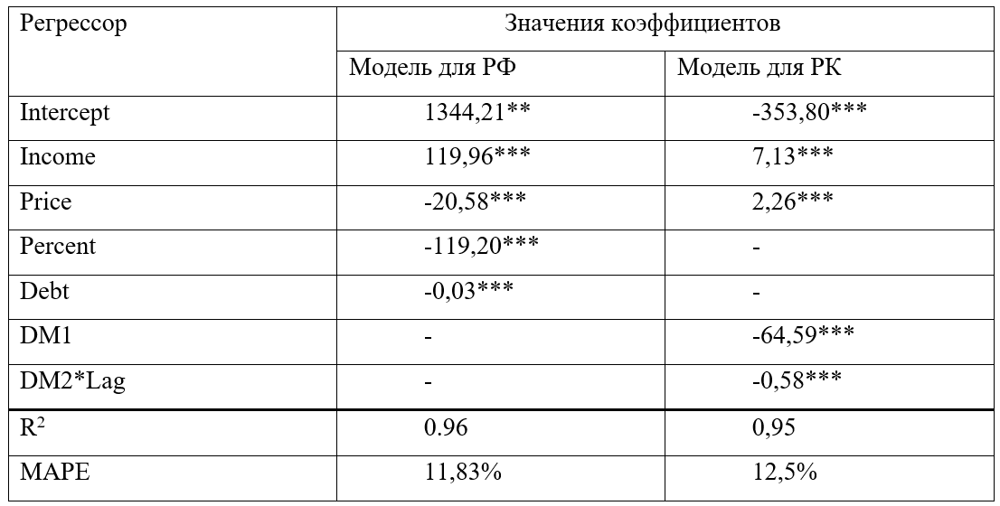 Регрессор Значения коэффициентов
Модель для РФ Модель для РК
Intercept 1344,21** -353,80***
Income 119,96*** 7,13***
Price -20,58*** 2,26***
Percent -119,20*** -
Debt -0,03*** -
DM1 - -64,59***
DM2*Lag - -0,58***
R² 0.96 0,95
MAPE 11,83% 12,5%